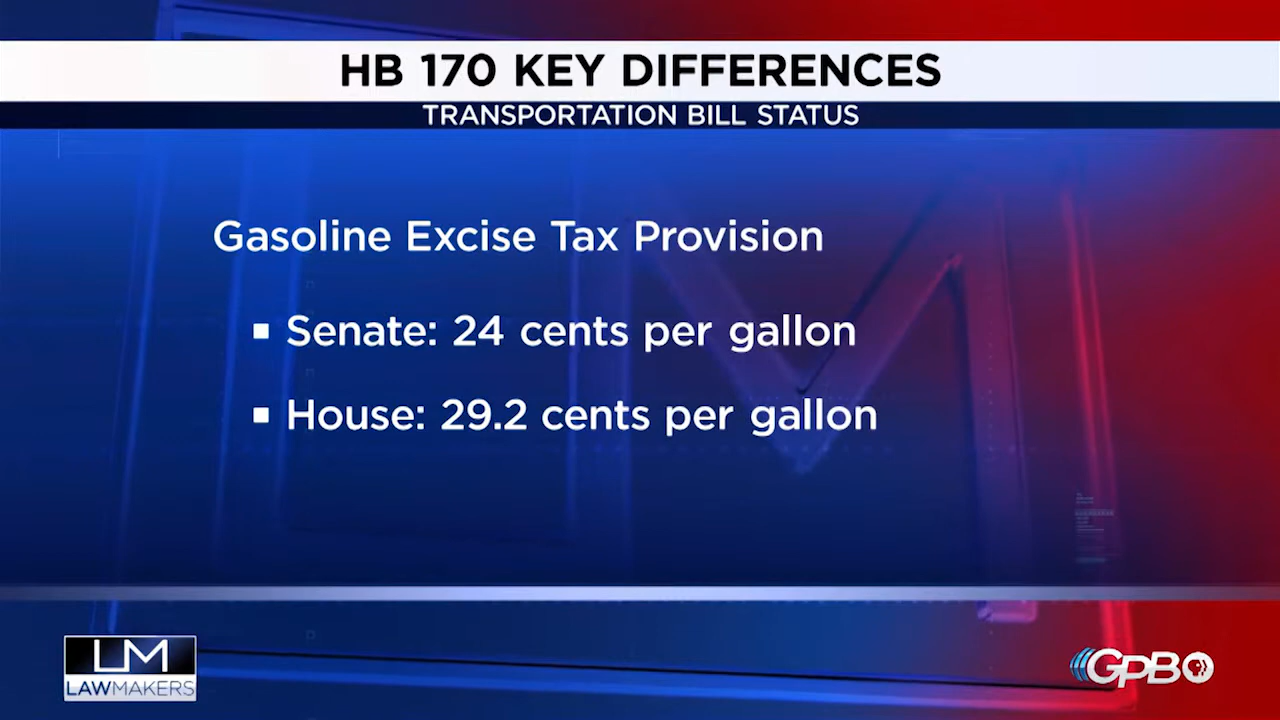 HB 170 KEY DIFFERENCES
TRANSPORTATION BILL STATUS
Gasoline Excise Tax Provision
▪ Senate: 24 cents per gallon
▪ House: 29.2 cents per gallon
LM
LAWMAKERS
GPB